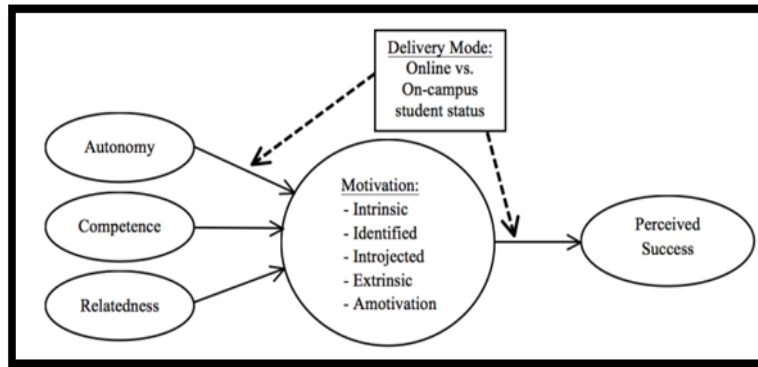 Delivery Mode:
Online vs.
On-campus
student status
Autonomy
Competence
Relatedness
Motivation:
- Intrinsic
- Identified
- Introjected
- Extrinsic
- Amotivation
Perceived
Success